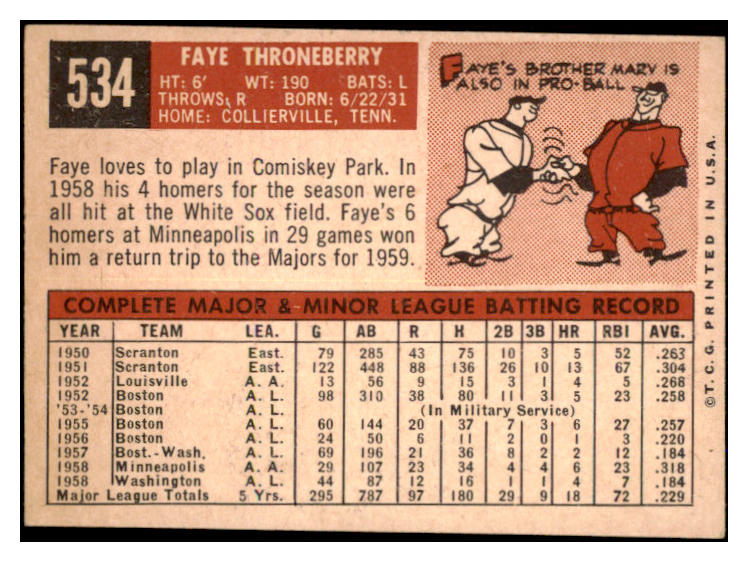 534
FAYE THRONEBERRY
HT: 6' WT: 190 BATS: L
THROWS: R BORN: 6/22/31
HOME: COLLIERVILLE, TENN.
FAYE'S BROTHER MARV IS
ALSO IN PRO-BALL
Faye loves to play in Comiskey Park. In
1958 his 4 homers for the season were
all hit at the White Sox field. Faye's 6
homers at Minneapolis in 29 games won
him a return trip to the Majors for 1959.
COMPLETE MAJOR & MINOR LEAGUE BATTING RECORD
YEAR TEAM LEA. G AB R H 2B 3B HR RBI AVG.
1950 Scranton East. 79 285 43 75 10 3 5 52 .263
1951 Scranton East. 122 448 88 136 26 10 13 67 .304
1952 Louisville A. A. 13 56 9 15 3 1 4 5 .268
1952 Boston A. L. 98 310 38 80 11 3 5 23 .258
'53-'54 Boston A. L. (In Military Service)
1955 Boston A. L. 60 144 20 37 7 3 6 27 .257
1956 Boston A. L. 24 50 6 11 2 0 1 3 .220
1957 Bost.-Wash. A. L. 69 196 21 36 8 2 2 12 .184
1958 Minneapolis A. A. 29 107 23 34 4 4 6 23 .318
1958 Washington A. L. 44 87 12 16 1 1 4 7 .184
Major League Totals 5 Yrs. 295 787 97 180 29 9 18 72 .229
© T. C. G. PRINTED IN U.S.A.